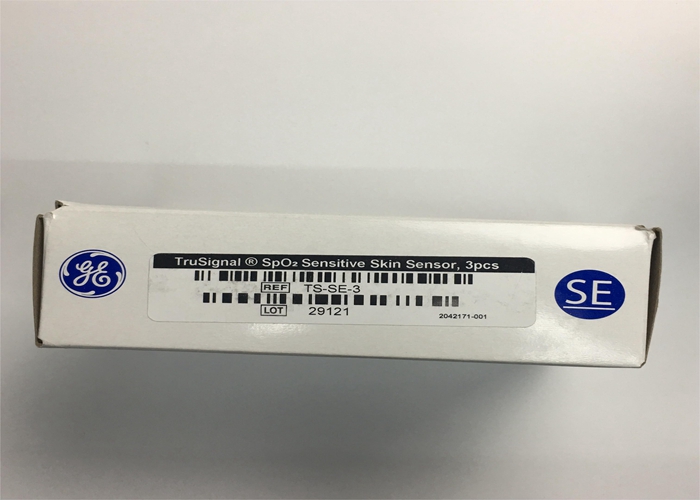 TruSignal ® SpO₂ Sensitive Skin Sensor, 3pcs
REF TS-SE-3
LOT 29121
2042171-001
GE
SE